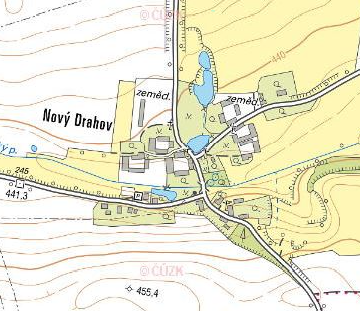 © ČÚZK
440
zeměd.
zeměd.
Nový Drahov
ý p.
245
441.3
© ČÚZK
455,4